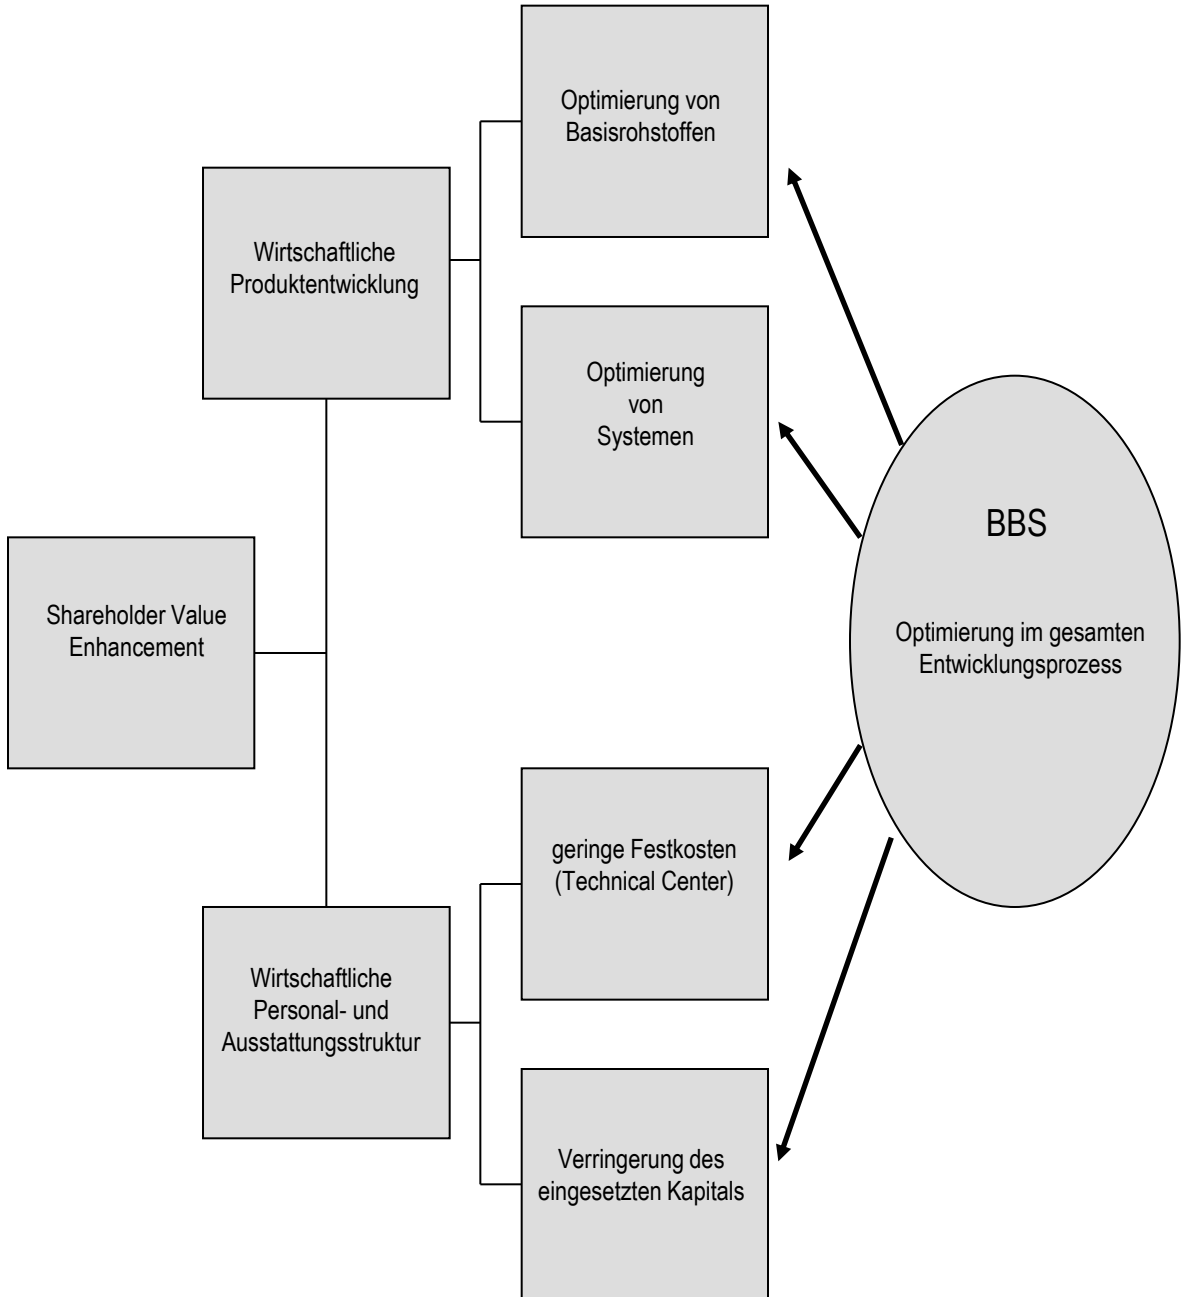 Optimierung von
Basisrohstoffen
Wirtschaftliche
Produktentwicklung
Optimierung
von
Systemen
BBS
Optimierung im gesamten
Entwicklungsprozess
Shareholder Value
Enhancement
geringe Festkosten
(Technical Center)
Wirtschaftliche
Personal- und
Ausstattungsstruktur
Verringerung des
eingesetzten Kapitals